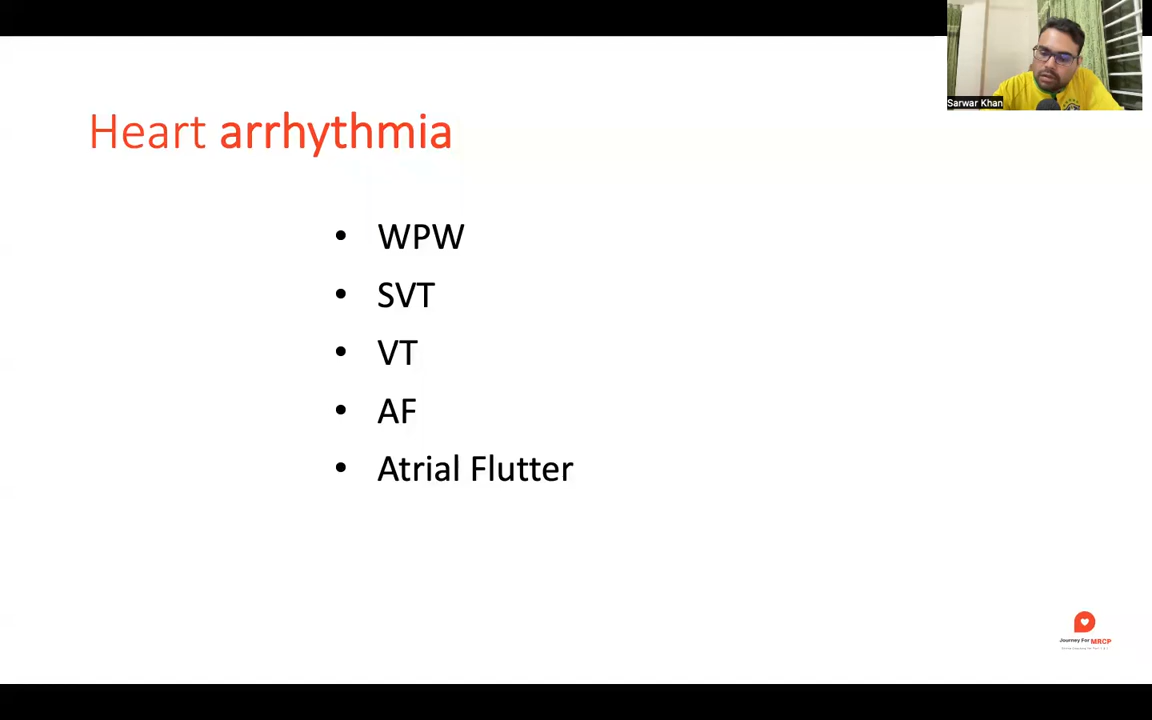 Sarwar Khan
Heart arrhythmia
• WPW
• SVT
• VT
• AF
• Atrial Flutter
Journey For MRCP